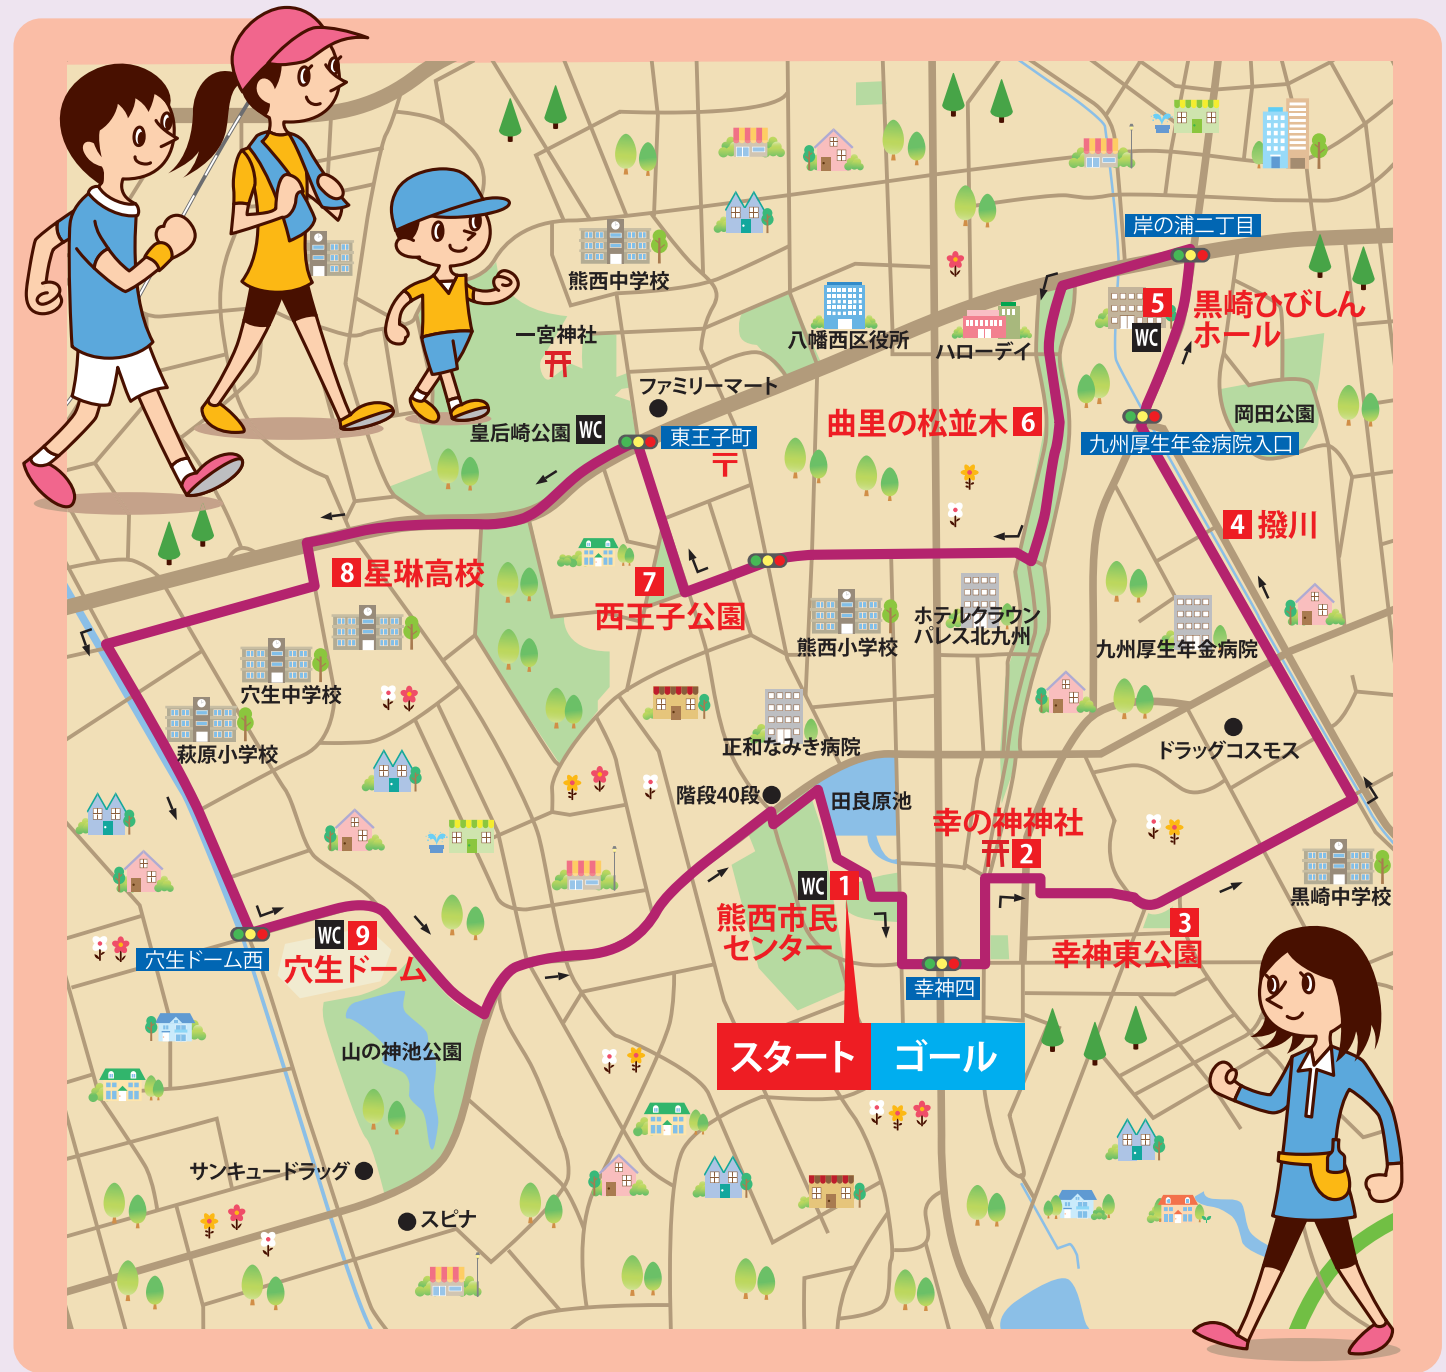 岸の浦二丁目
熊西中学校
5
黒崎ひびしん
ホール
WC
一宮神社
八幡西区役所
ハローデイ
ファミリーマート
岡田公園
曲里の松並木
6
皇后崎公園
WC
東王子町
〒
九州厚生年金病院入口
4
撥川
8
星琳高校
7
西王子公園
熊西小学校
ホテルクラウン
パレス北九州
九州厚生年金病院
穴生中学校
萩原小学校
正和なみき病院
ドラッグコスモス
階段40段
田良原池
幸の神神社
2
WC
1
熊西市民
センター
黒崎中学校
3
幸神東公園
WC
9
穴生ドーム
穴生ドーム西
幸神四
山の神池公園
スタート
ゴール
サンキュードラッグ
スピナ